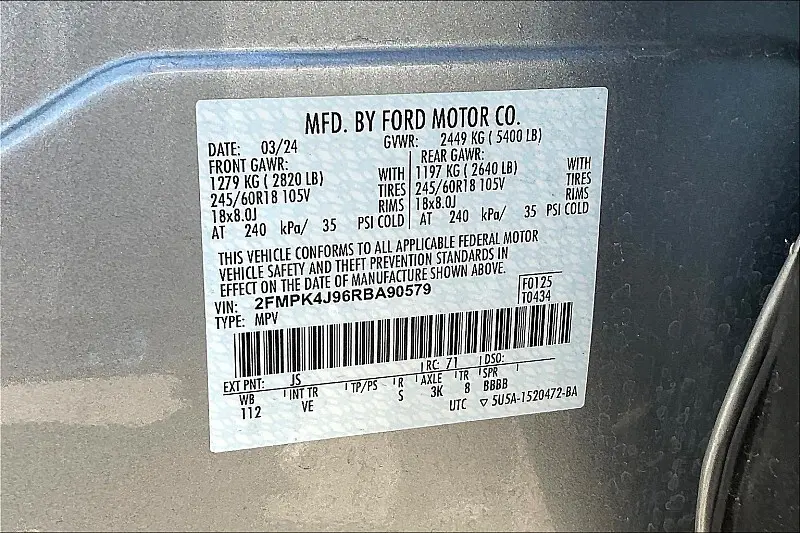 MFD. BY FORD MOTOR CO.
DATE: 03/24 GVWR: 2449 KG ( 5400 LB)
FRONT GAWR: REAR GAWR:
1279 KG ( 2820 LB) WITH 1197 KG ( 2640 LB) WITH
245/60R18 105V TIRES 245/60R18 105V TIRES
18x8.0J RIMS 18x8.0J RIMS
AT 240 kPa/ 35 PSI COLD AT 240 kPa/ 35 PSI COLD
THIS VEHICLE CONFORMS TO ALL APPLICABLE FEDERAL MOTOR
VEHICLE SAFETY AND THEFT PREVENTION STANDARDS IN
EFFECT ON THE DATE OF MANUFACTURE SHOWN ABOVE.
VIN: 2FMPK4J96RBA90579 F0125
TYPE: MPV T0434
EXT PNT: JS RC: 71 DSO:
WB INT TR TP/PS R AXLE TR SPR
112 VE S 3K 8 BBBB
UTC ▽ 5U5A-1520472-BA